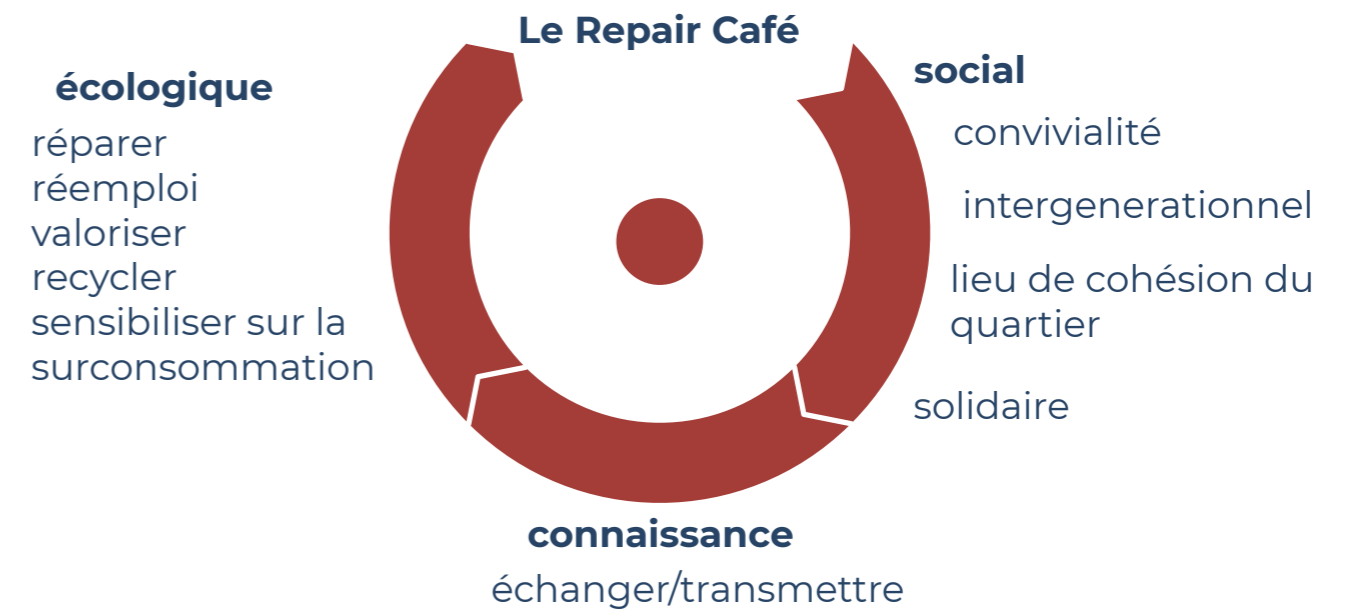 Le Repair Café
écologique
réparer
réemploi
valoriser
recycler
sensibiliser sur la
surconsommation
social
convivialité
intergenerationnel
lieu de cohésion du
quartier
solidaire
connaissance
échanger/transmettre